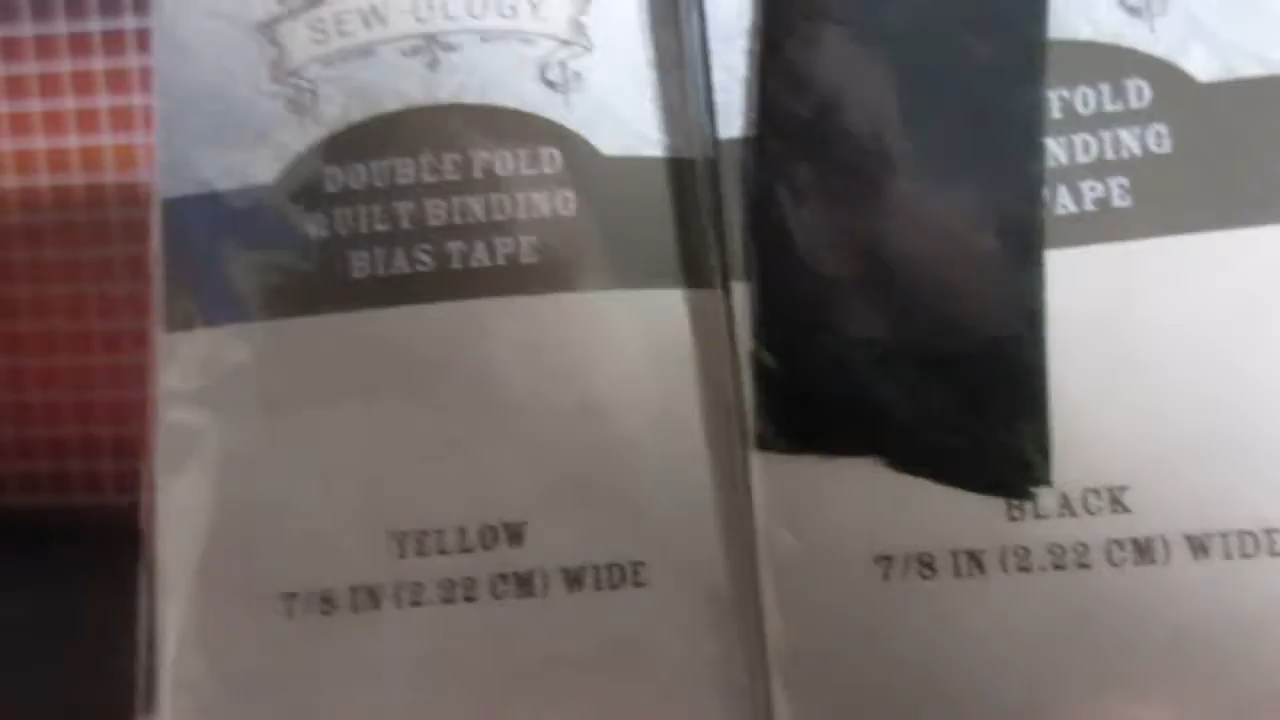 SEW-OLOGY
DOUBLE FOLD
QUILT BINDING
BIAS TAPE
YELLOW
7/8 IN (2.22 CM) WIDE
FOLD
NDING
TAPE
BLACK
7/8 IN (2.22 CM) WIDE